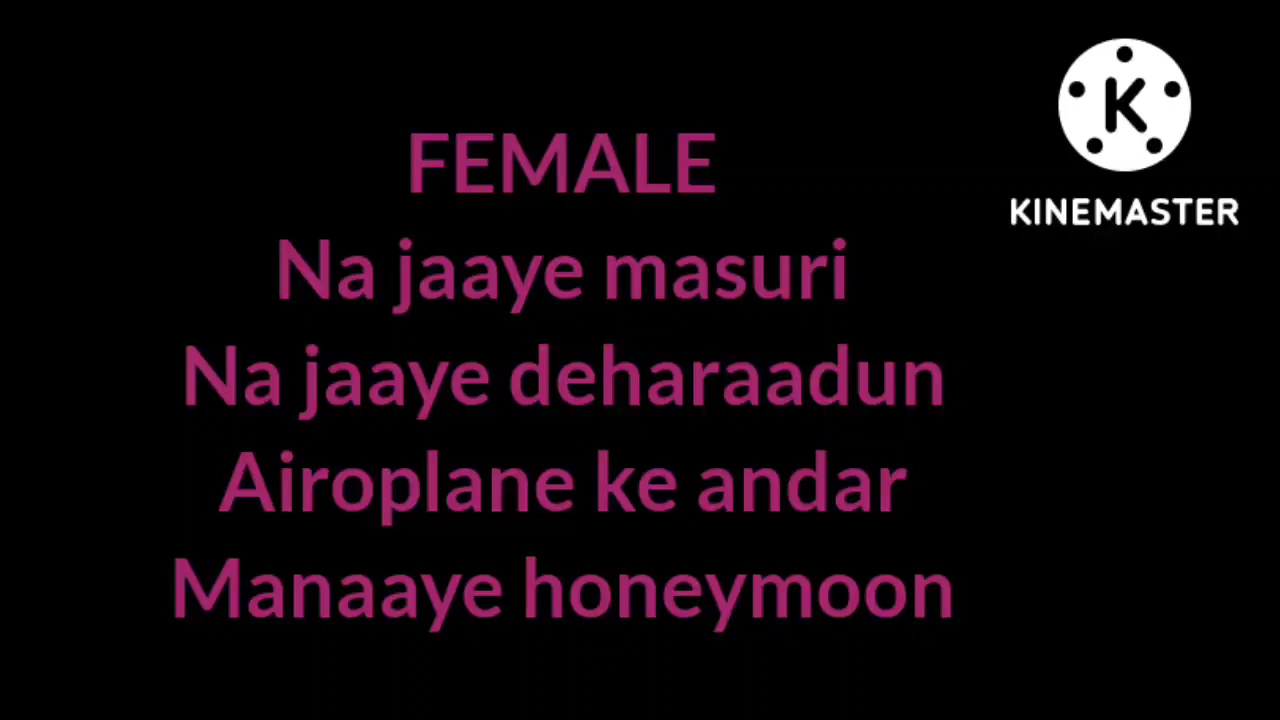 FEMALE
Na jaaye masuri
Na jaaye deharaadun
Airoplane ke andar
Manaaye honeymoon
K
KINEMASTER